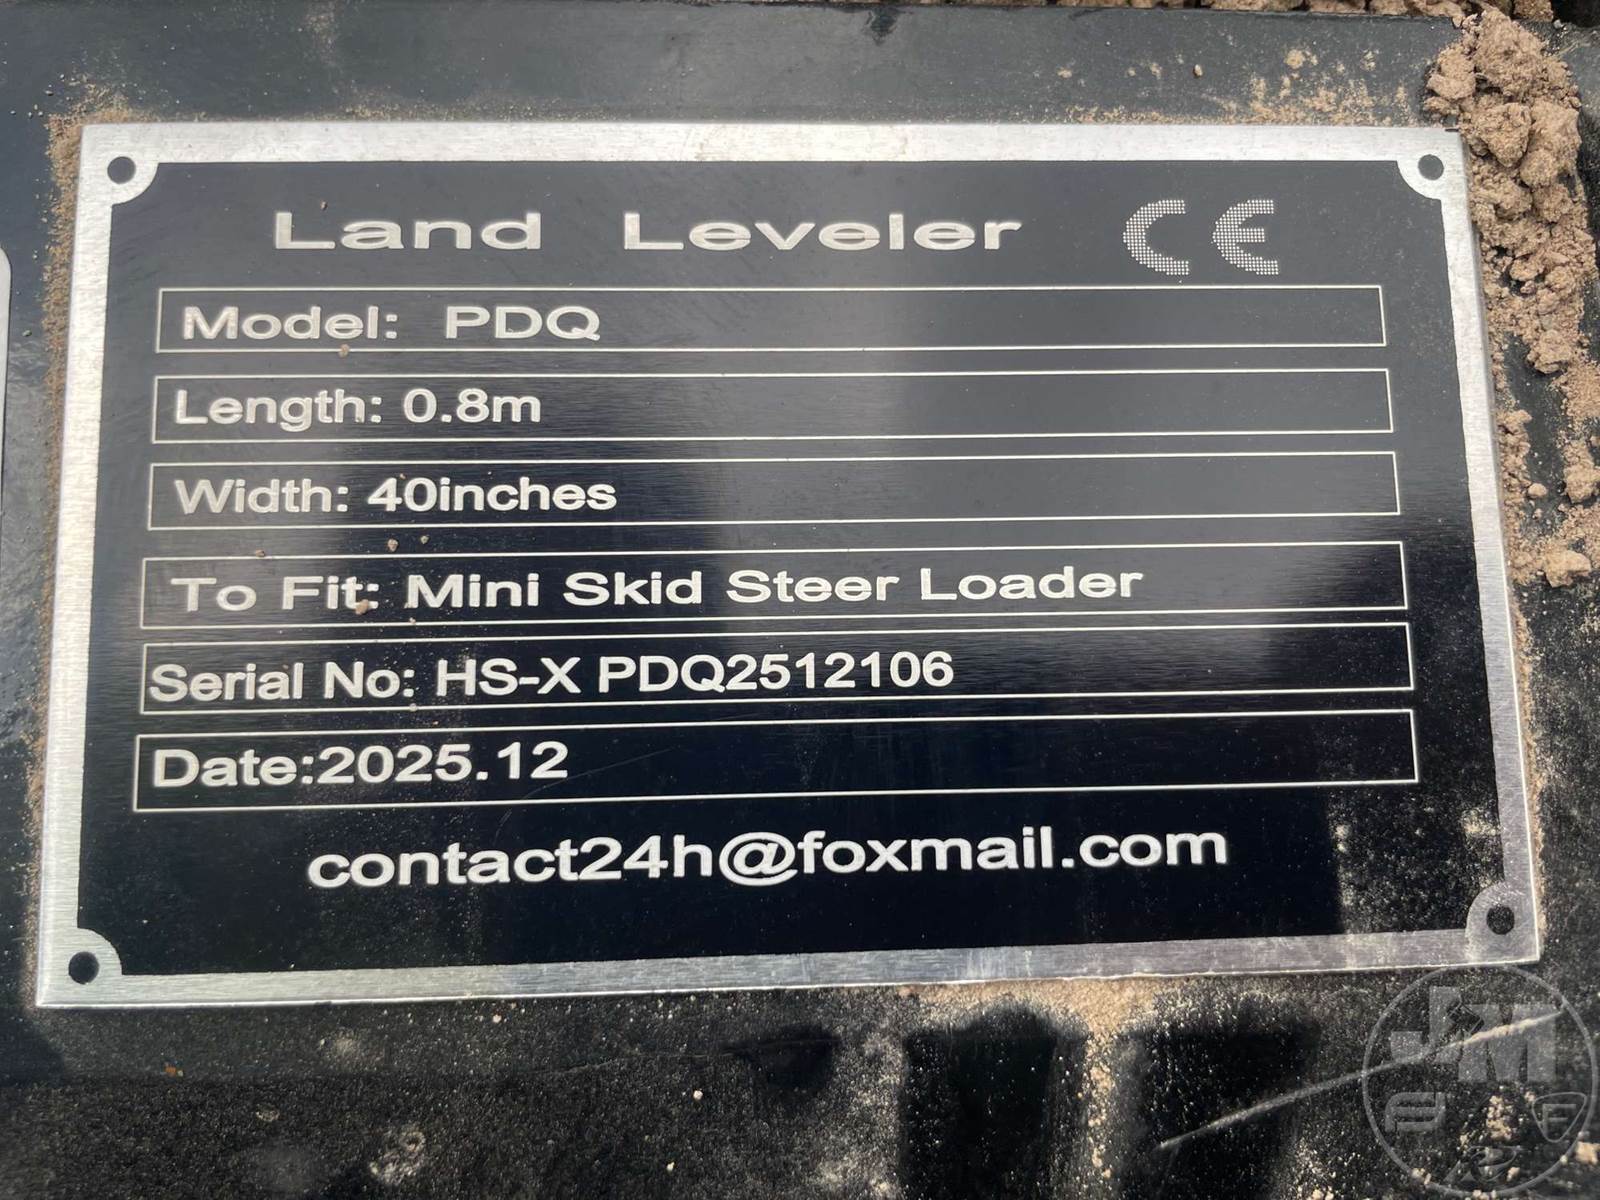 Land Leveler CE
Model: PDQ
Length: 0.8m
Width: 40inches
To Fit: Mini Skid Steer Loader
Serial No: HS-X PDQ2512106
Date:2025.12
contact24h@foxmail.com
JM